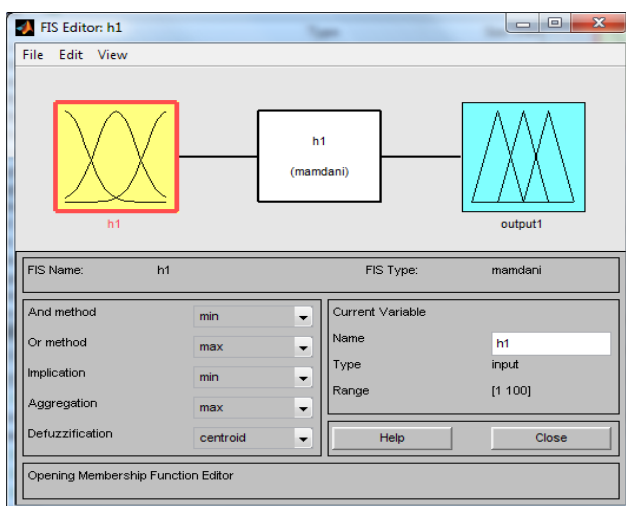 FIS Editor: h1
File Edit View
h1
(mamdani)
h1
output1
FIS Name: h1 FIS Type: mamdani
And method min
Or method max
Implication min
Aggregation max
Defuzzification centroid
Current Variable
Name h1
Type input
Range [1 100]
Help Close
Opening Membership Function Editor